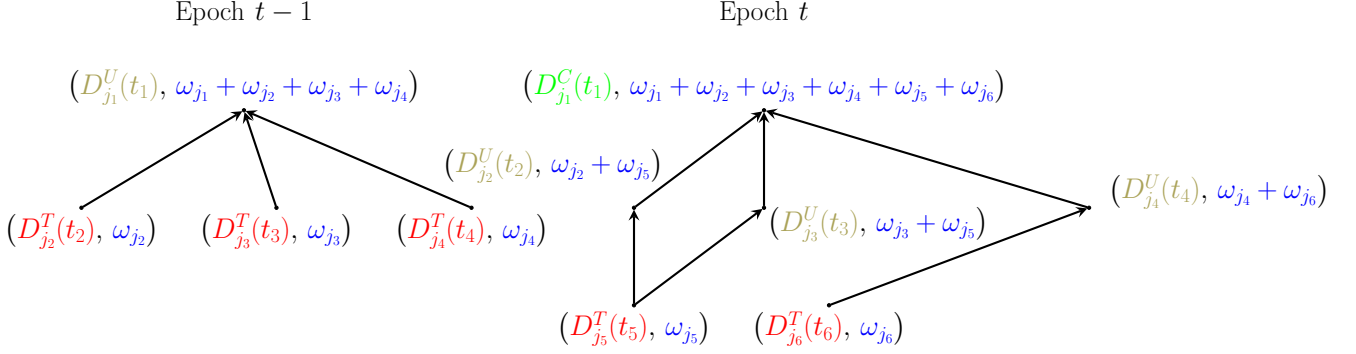 Epoch t − 1
Epoch t
(D^U_{j_1}(t_1), ω_{j_1} + ω_{j_2} + ω_{j_3} + ω_{j_4})
(D^C_{j_1}(t_1), ω_{j_1} + ω_{j_2} + ω_{j_3} + ω_{j_4} + ω_{j_5} + ω_{j_6})
(D^U_{j_2}(t_2), ω_{j_2} + ω_{j_5})
(D^U_{j_4}(t_4), ω_{j_4} + ω_{j_6})
(D^T_{j_2}(t_2), ω_{j_2})
(D^T_{j_3}(t_3), ω_{j_3})
(D^T_{j_4}(t_4), ω_{j_4})
(D^U_{j_3}(t_3), ω_{j_3} + ω_{j_5})
(D^T_{j_5}(t_5), ω_{j_5})
(D^T_{j_6}(t_6), ω_{j_6})